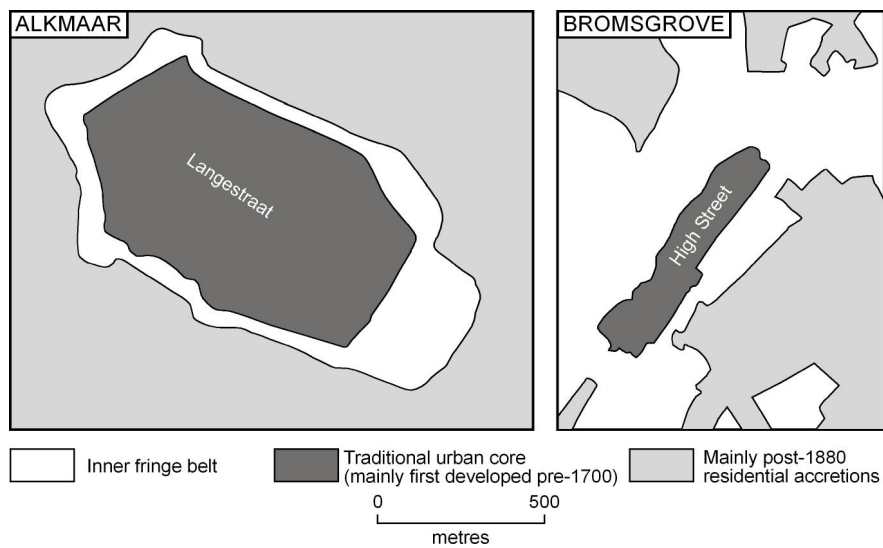 ALKMAAR
BROMSGROVE
Langestraat
High Street
Inner fringe belt
Traditional urban core
(mainly first developed pre-1700)
Mainly post-1880
residential accretions
0 500
metres